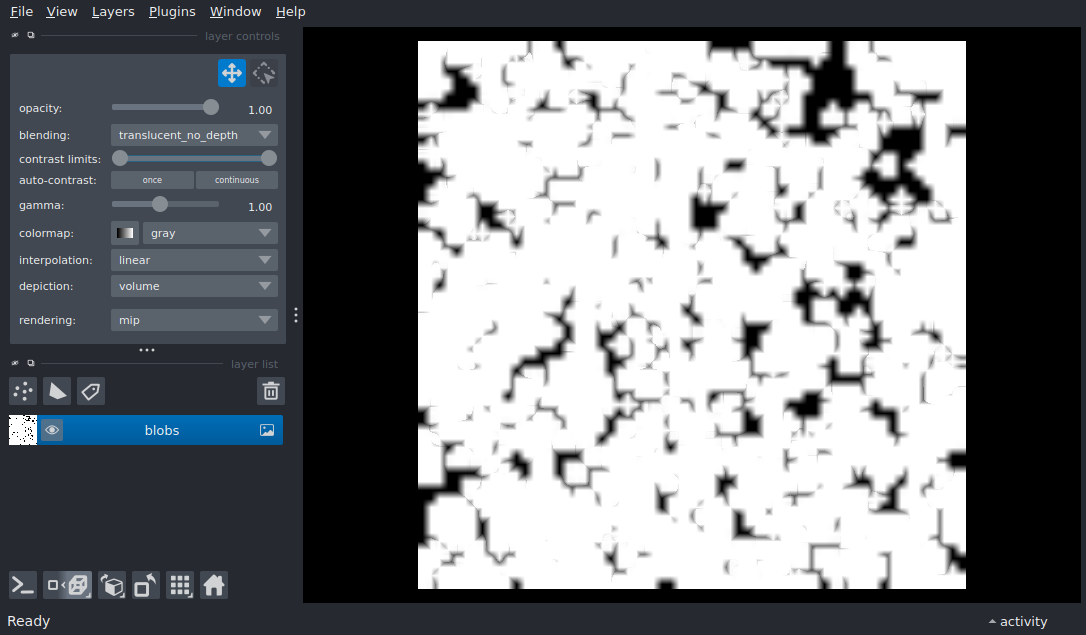 File View Layers Plugins Window Help
layer controls
opacity: 1.00
blending: translucent_no_depth
contrast limits:
auto-contrast: once continuous
gamma: 1.00
colormap: gray
interpolation: linear
depiction: volume
rendering: mip
layer list
blobs
Ready activity